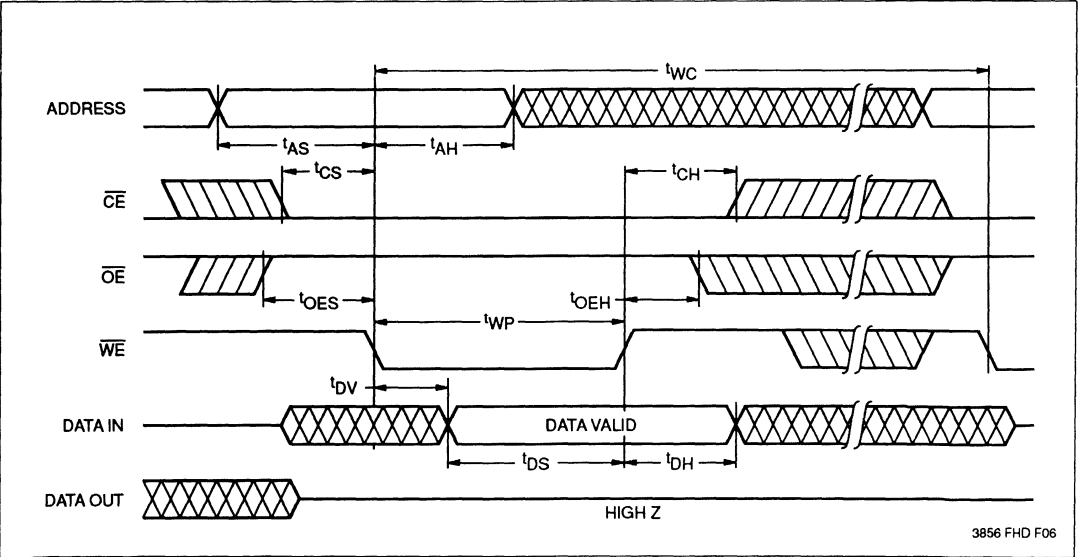 tWC
ADDRESS
tAS
tAH
tCS
tCH
CE
OE
tOES
tOEH
tWP
WE
tDV
DATA IN
DATA VALID
tDS
tDH
DATA OUT
HIGH Z
3856 FHD F06